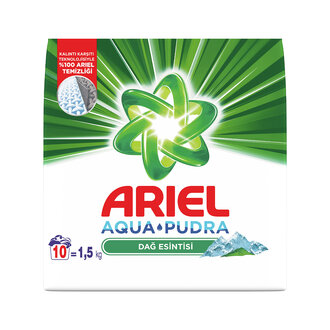 KALINTI KARŞITI
TEKNOLOJİSİYLE
%100 ARIEL
TEMİZLİĞİ
ARIEL
AQUA PUDRA
DAĞ ESİNTİSİ
10 = 1,5 kg